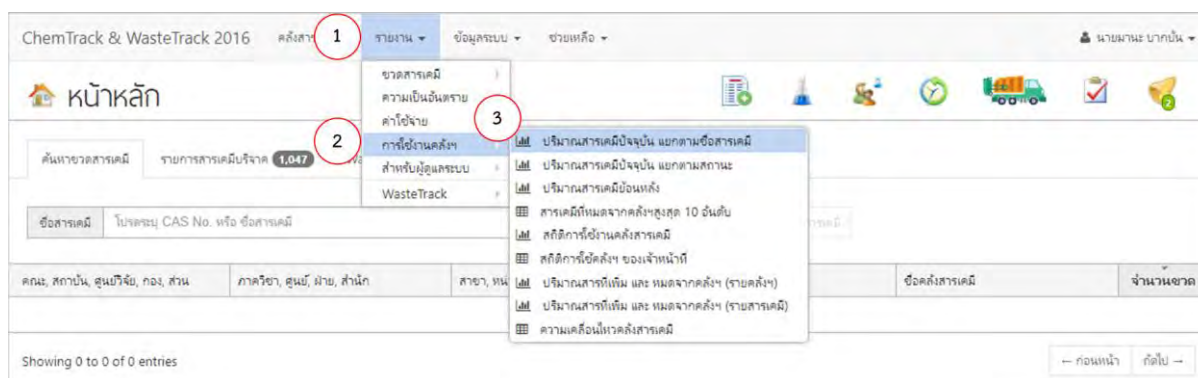 ChemTrack & WasteTrack 2016 คลังสาร 1 รายงาน ข้อมูลระบบ ช่วยเหลือ นายมานะ บากบั่น
หน้าหลัก
2
ขวดสารเคมี
ความเป็นอันตราย
ค่าใช้จ่าย
3
2 การใช้งานคลังฯ
สำหรับผู้ดูแลระบบ
WasteTrack
ปริมาณสารเคมีปัจจุบัน แยกตามชื่อสารเคมี
ปริมาณสารเคมีปัจจุบัน แยกตามสถานะ
ปริมาณสารเคมีย้อนหลัง
สารเคมีที่หมดจากคลังฯสูงสุด 10 อันดับ
สถิติการใช้งานคลังสารเคมี
สถิติการใช้คลังฯ ของเจ้าหน้าที่
ปริมาณสารที่เพิ่ม และ หมดจากคลังฯ (รายคลังฯ)
ปริมาณสารที่เพิ่ม และ หมดจากคลังฯ (รายสารเคมี)
ความเคลื่อนไหวคลังสารเคมี
ค้นหาขวดสารเคมี รายการสารเคมีบริจาค 1,047
ชื่อสารเคมี โปรดระบุ CAS No. หรือ ชื่อสารเคมี
คณะ, สถาบัน, ศูนย์วิจัย, กอง, ส่วน ภาควิชา, ศูนย์, ฝ่าย, สำนัก สาขา, หน่ ชื่อคลังสารเคมี จำนวนขวด
Showing 0 to 0 of 0 entries ← ก่อนหน้า ถัดไป →